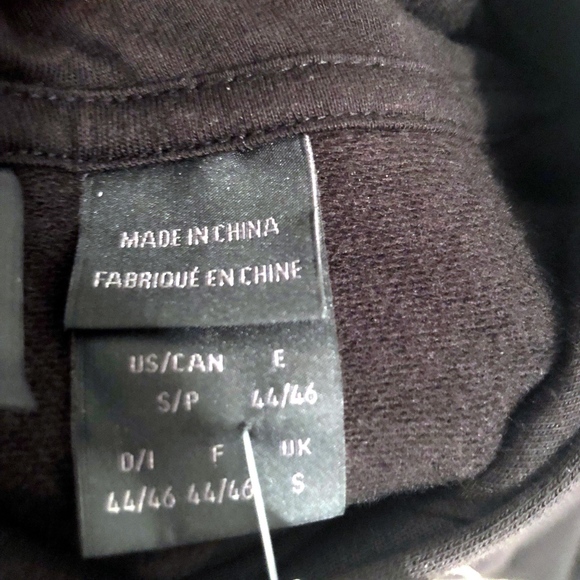 MADE IN CHINA
FABRIQUÉ EN CHINE
US/CAN E
S/P 44/46
D/I F UK
44/46 44/46 S